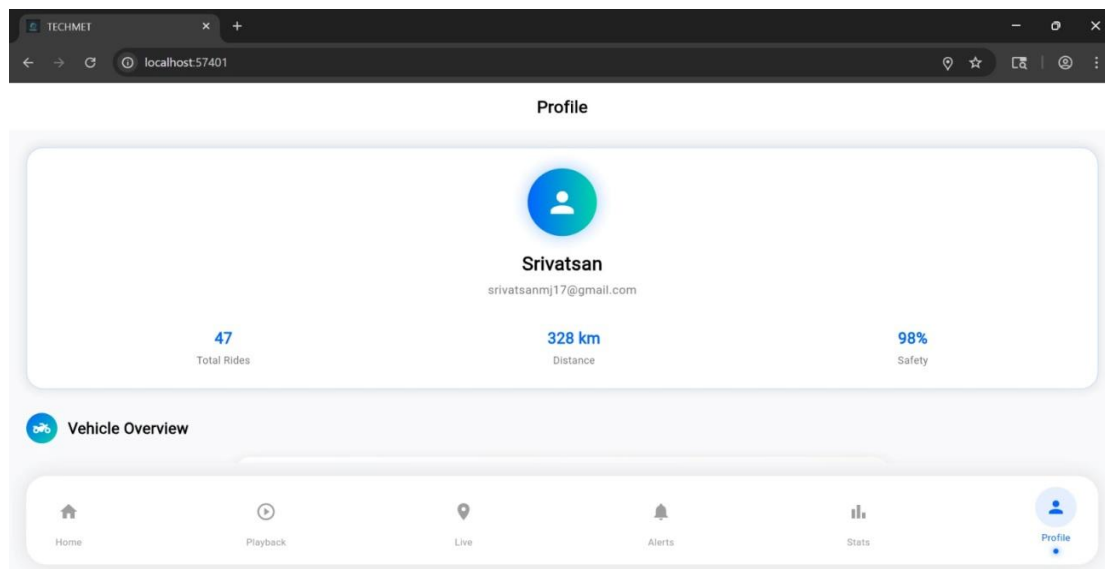 TECHMET
localhost:57401
Profile
Srivatsan
srivatsanmj17@gmail.com
47 328 km 98%
Total Rides Distance Safety
Vehicle Overview
Home Playback Live Alerts Stats Profile